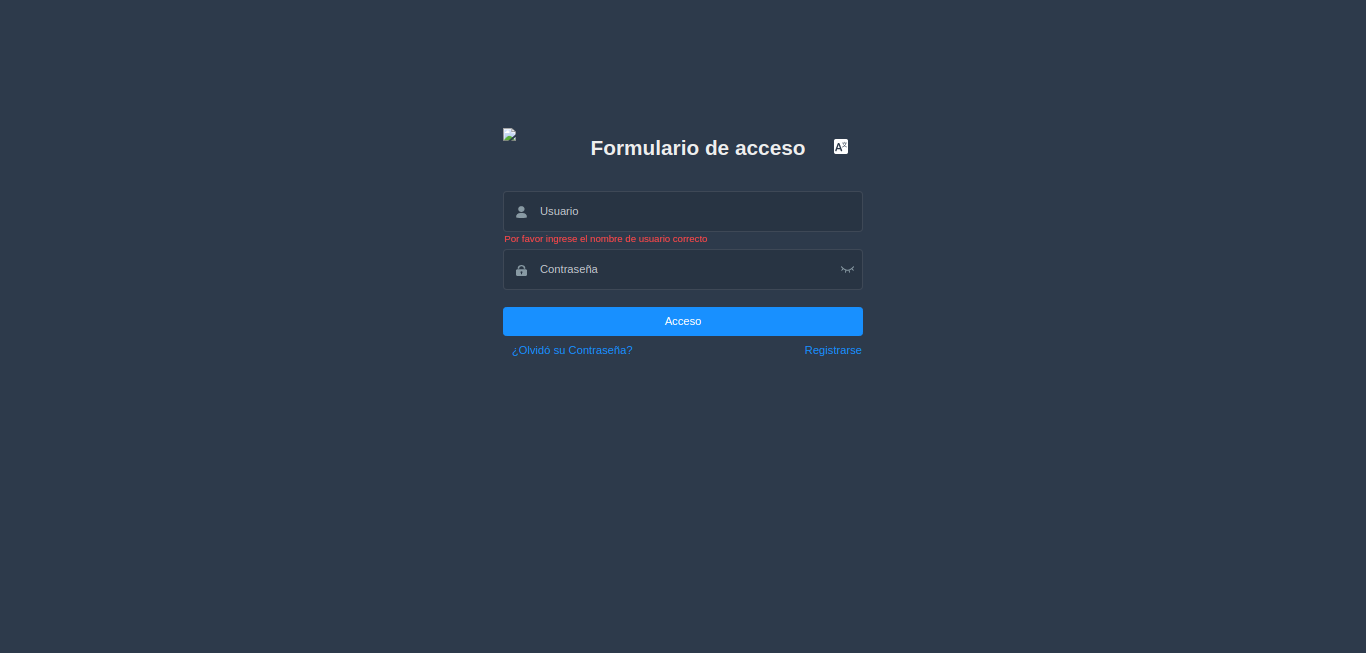 Formulario de acceso
Usuario
Por favor ingrese el nombre de usuario correcto
Contraseña
Acceso
¿Olvidó su Contraseña? Registrarse